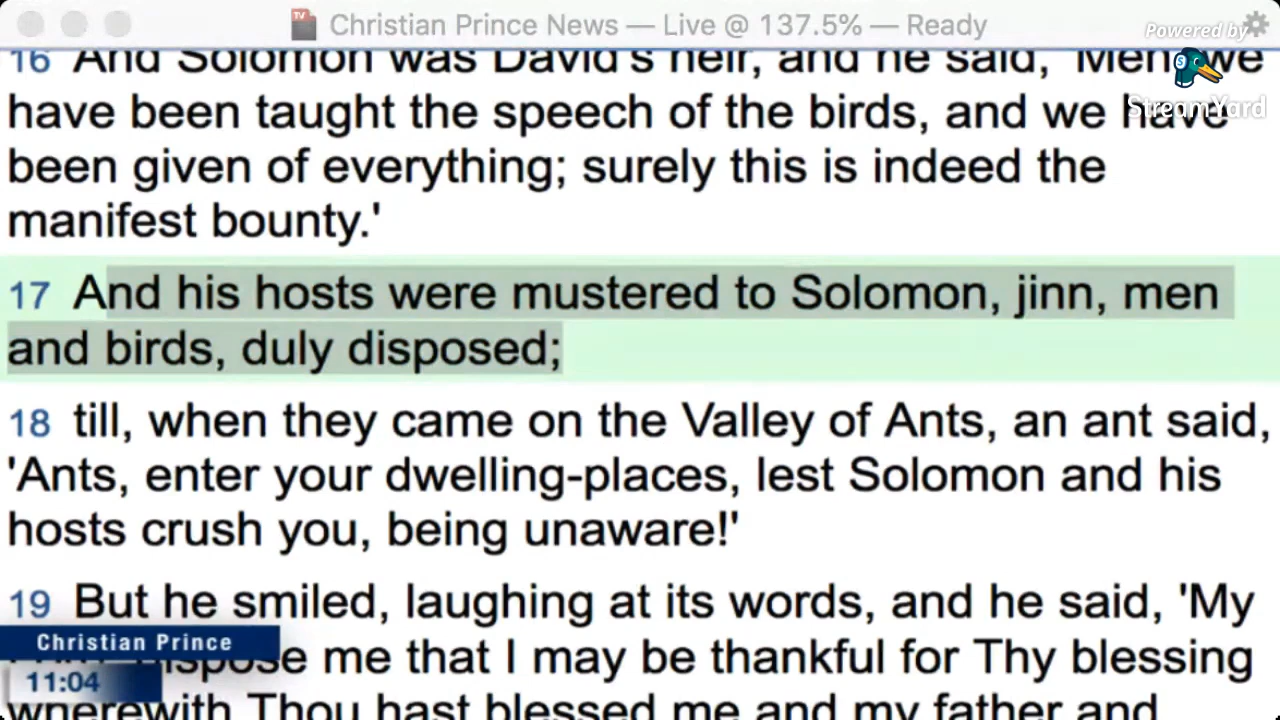 Christian Prince News — Live @ 137.5% — Ready
Powered by
StreamYard
16 And Solomon was David's heir, and he said, 'Men, we
have been taught the speech of the birds, and we have
been given of everything; surely this is indeed the
manifest bounty.'
17 And his hosts were mustered to Solomon, jinn, men
and birds, duly disposed;
18 till, when they came on the Valley of Ants, an ant said,
'Ants, enter your dwelling-places, lest Solomon and his
hosts crush you, being unaware!'
19 But he smiled, laughing at its words, and he said, 'My
dispose me that I may be thankful for Thy blessing
wherewith Thou hast blessed me and my father and
Christian Prince
11:04